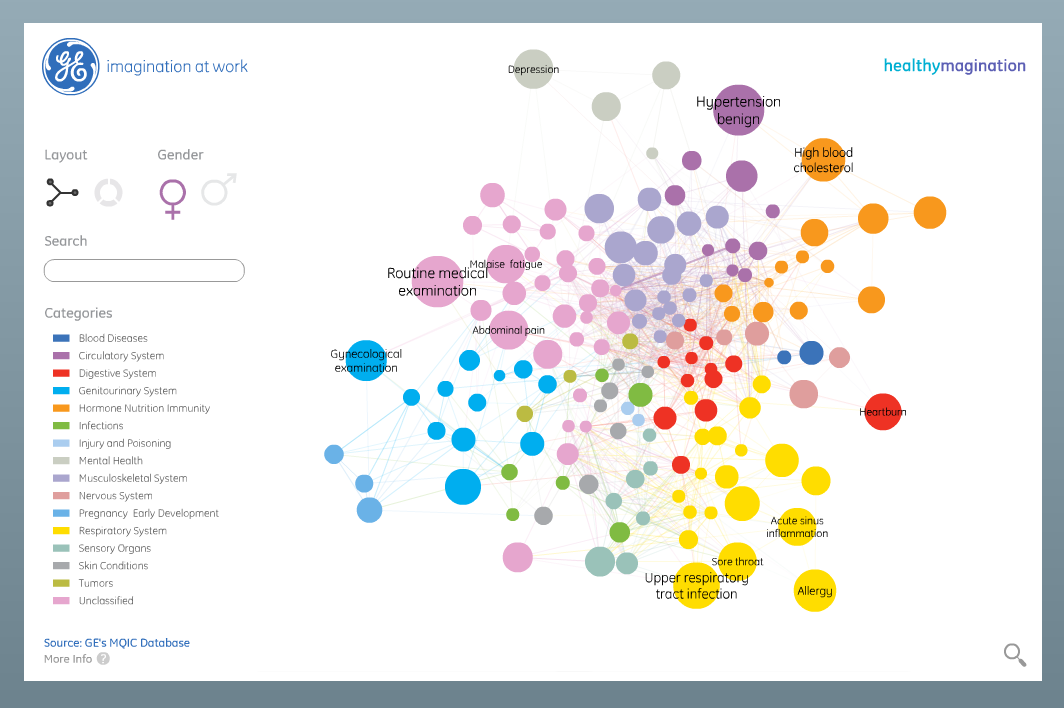 GE
imagination at work
healthymagination
Layout
Gender
Search
Categories
Blood Diseases
Circulatory System
Digestive System
Genitourinary System
Hormone Nutrition Immunity
Infections
Injury and Poisoning
Mental Health
Musculoskeletal System
Nervous System
Pregnancy Early Development
Respiratory System
Sensory Organs
Skin Conditions
Tumors
Unclassified
Source: GE's MQIC Database
More Info ?
Depression
Hypertension
benign
High blood
cholesterol
Malaise fatigue
Routine medical
examination
Abdominal pain
Gynecological
examination
Heartburn
Acute sinus
inflammation
Sore throat
Upper respiratory
tract infection
Allergy